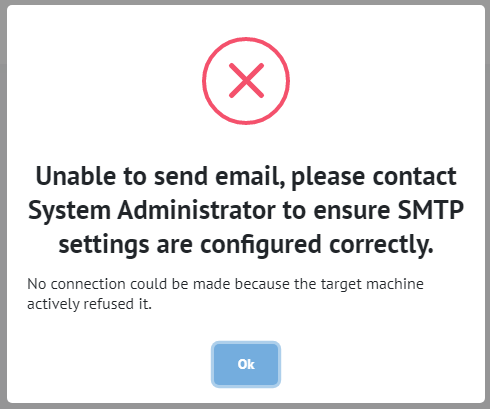 Unable to send email, please contact
System Administrator to ensure SMTP
settings are configured correctly.
No connection could be made because the target machine
actively refused it.
Ok